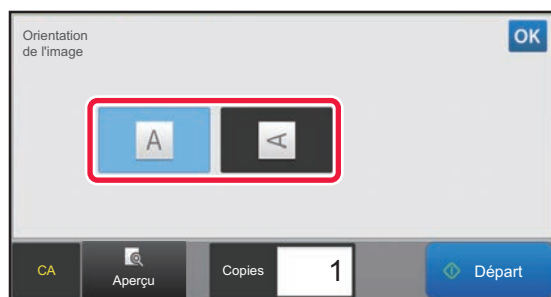 Orientation
de l'image
OK
A
A
CA
Aperçu
Copies
1
Départ